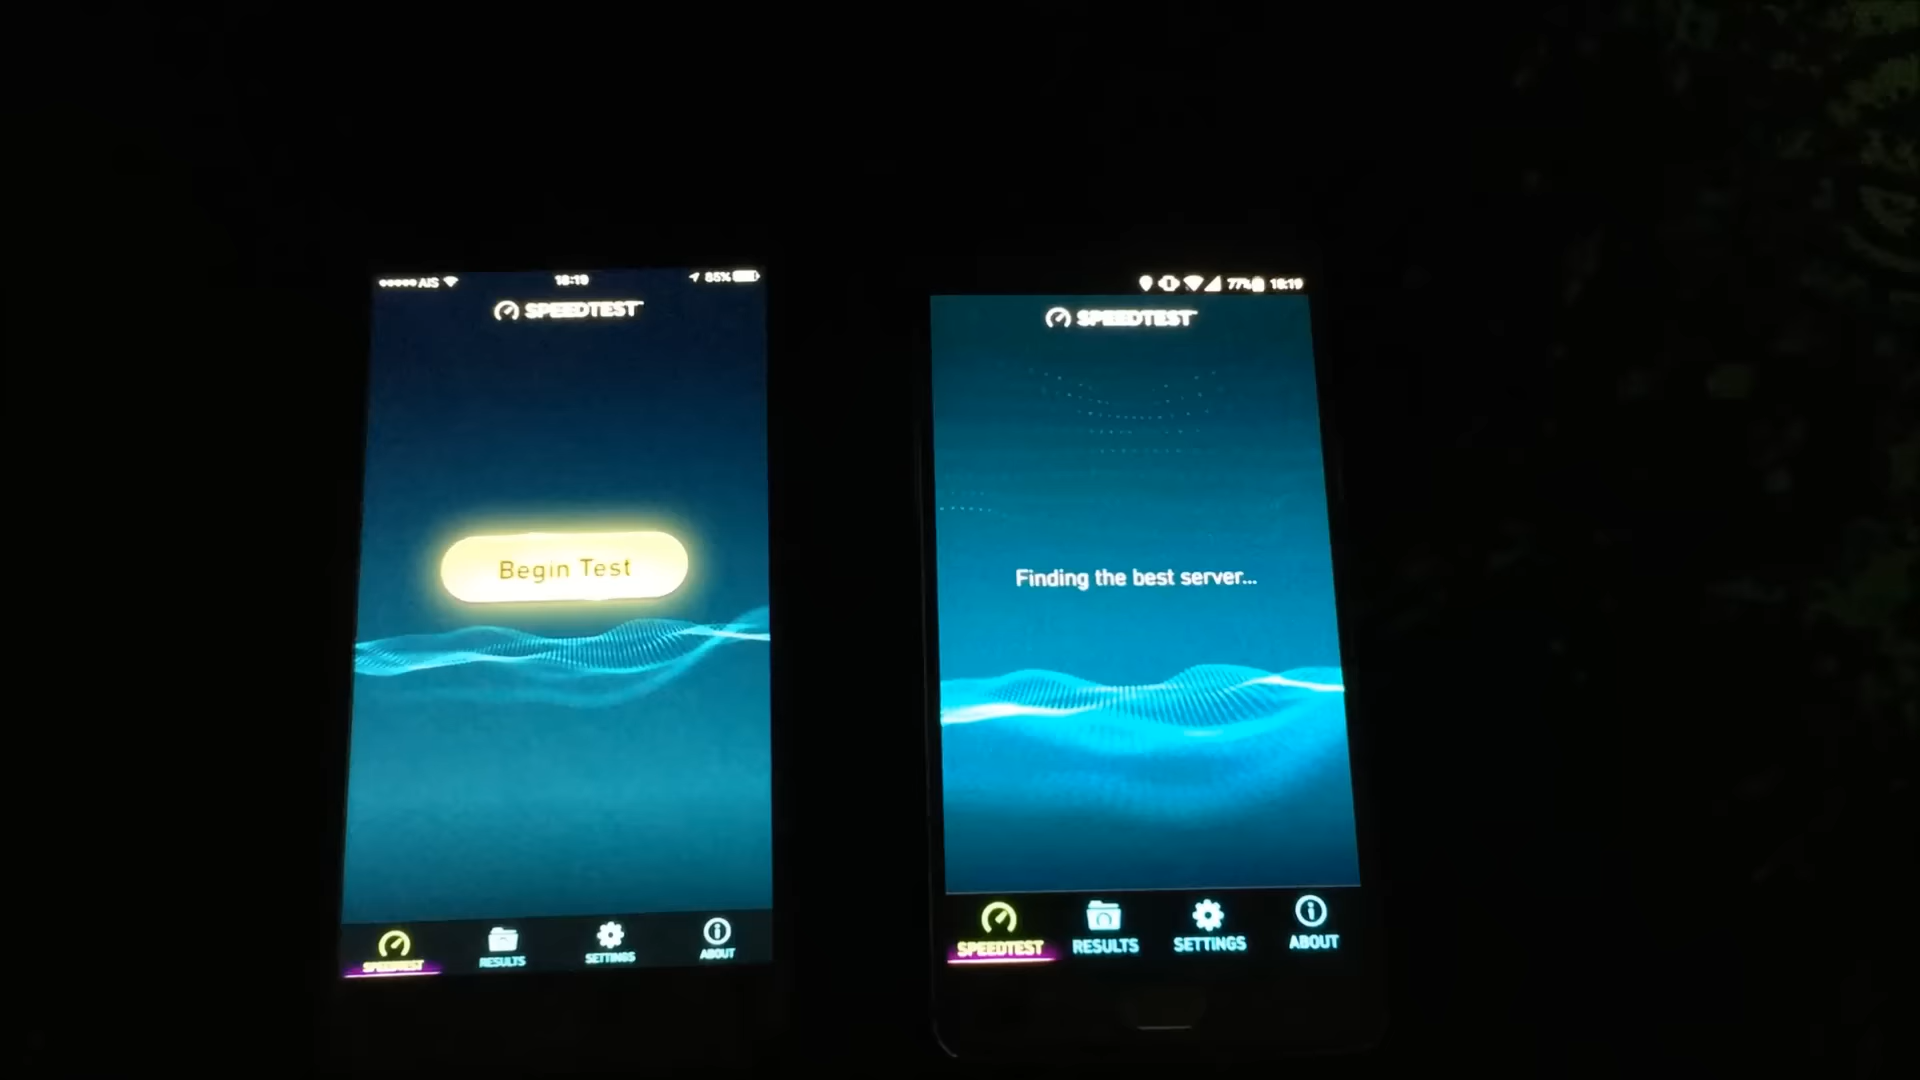 AIS 18:19 85%
SPEEDTEST
Begin Test
SPEEDTEST RESULTS SETTINGS ABOUT
77% 18:19
SPEEDTEST
Finding the best server...
SPEEDTEST RESULTS SETTINGS ABOUT